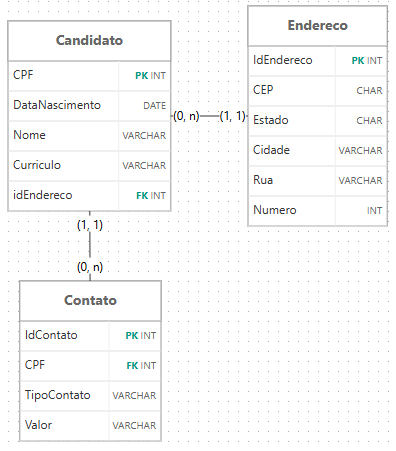 Candidato
CPF PK INT
DataNascimento DATE
Nome VARCHAR
Curriculo VARCHAR
idEndereco FK INT
(0, n) (1, 1)
Endereco
IdEndereco PK INT
CEP CHAR
Estado CHAR
Cidade VARCHAR
Rua VARCHAR
Numero INT
(1, 1)
(0, n)
Contato
IdContato PK INT
CPF FK INT
TipoContato VARCHAR
Valor VARCHAR